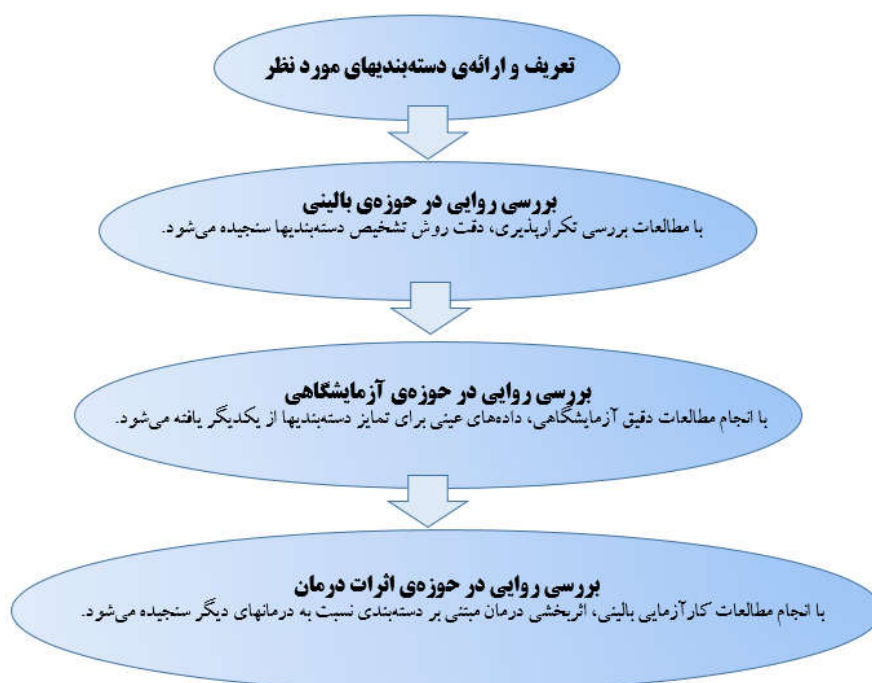 تعریف و ارائه‌ی دسته‌بندیهای مورد نظر
بررسی روایی در حوزه‌ی بالینی
با مطالعات بررسی تکرارپذیری، دقت روش تشخیص دسته‌بندیها سنجیده می‌شود.
بررسی روایی در حوزه‌ی آزمایشگاهی
با انجام مطالعات دقیق آزمایشگاهی، داده‌های عینی برای تمایز دسته‌بندیها از یکدیگر یافته می‌شود.
بررسی روایی در حوزه‌ی اثرات درمان
با انجام مطالعات کارآزمایی بالینی، اثربخشی درمان مبتنی بر دسته‌بندی نسبت به درمانهای دیگر سنجیده می‌شود.